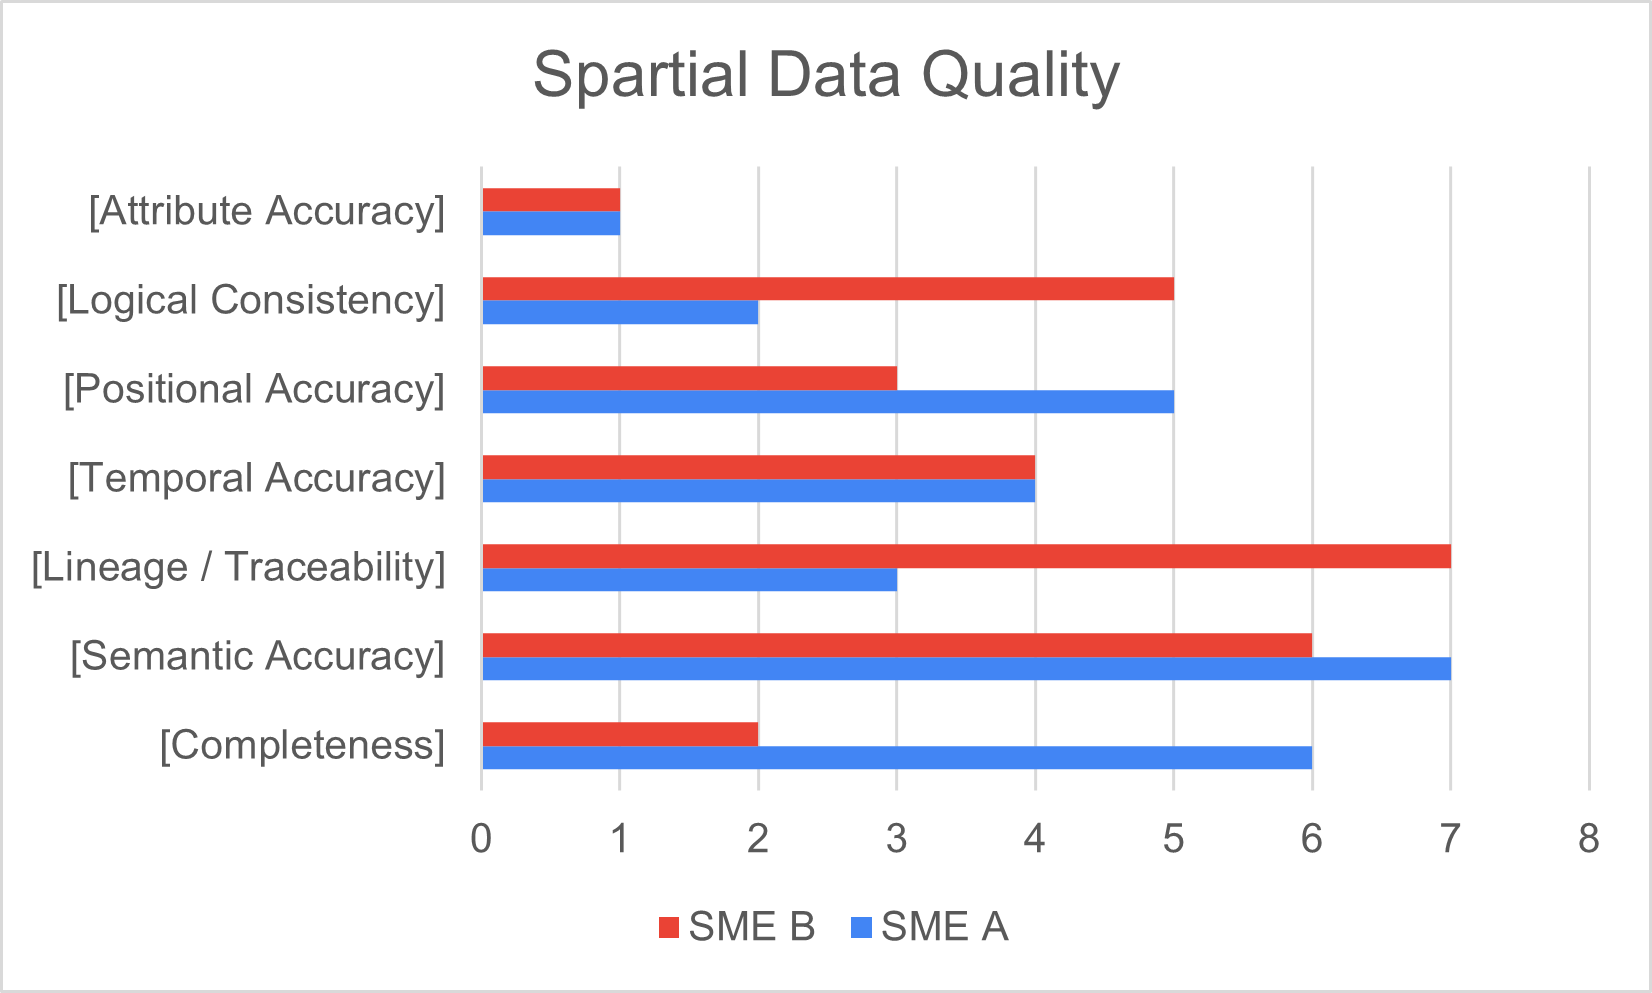 Spartial Data Quality
[Attribute Accuracy]
[Logical Consistency]
[Positional Accuracy]
[Temporal Accuracy]
[Lineage / Traceability]
[Semantic Accuracy]
[Completeness]
0 1 2 3 4 5 6 7 8
SME B SME A